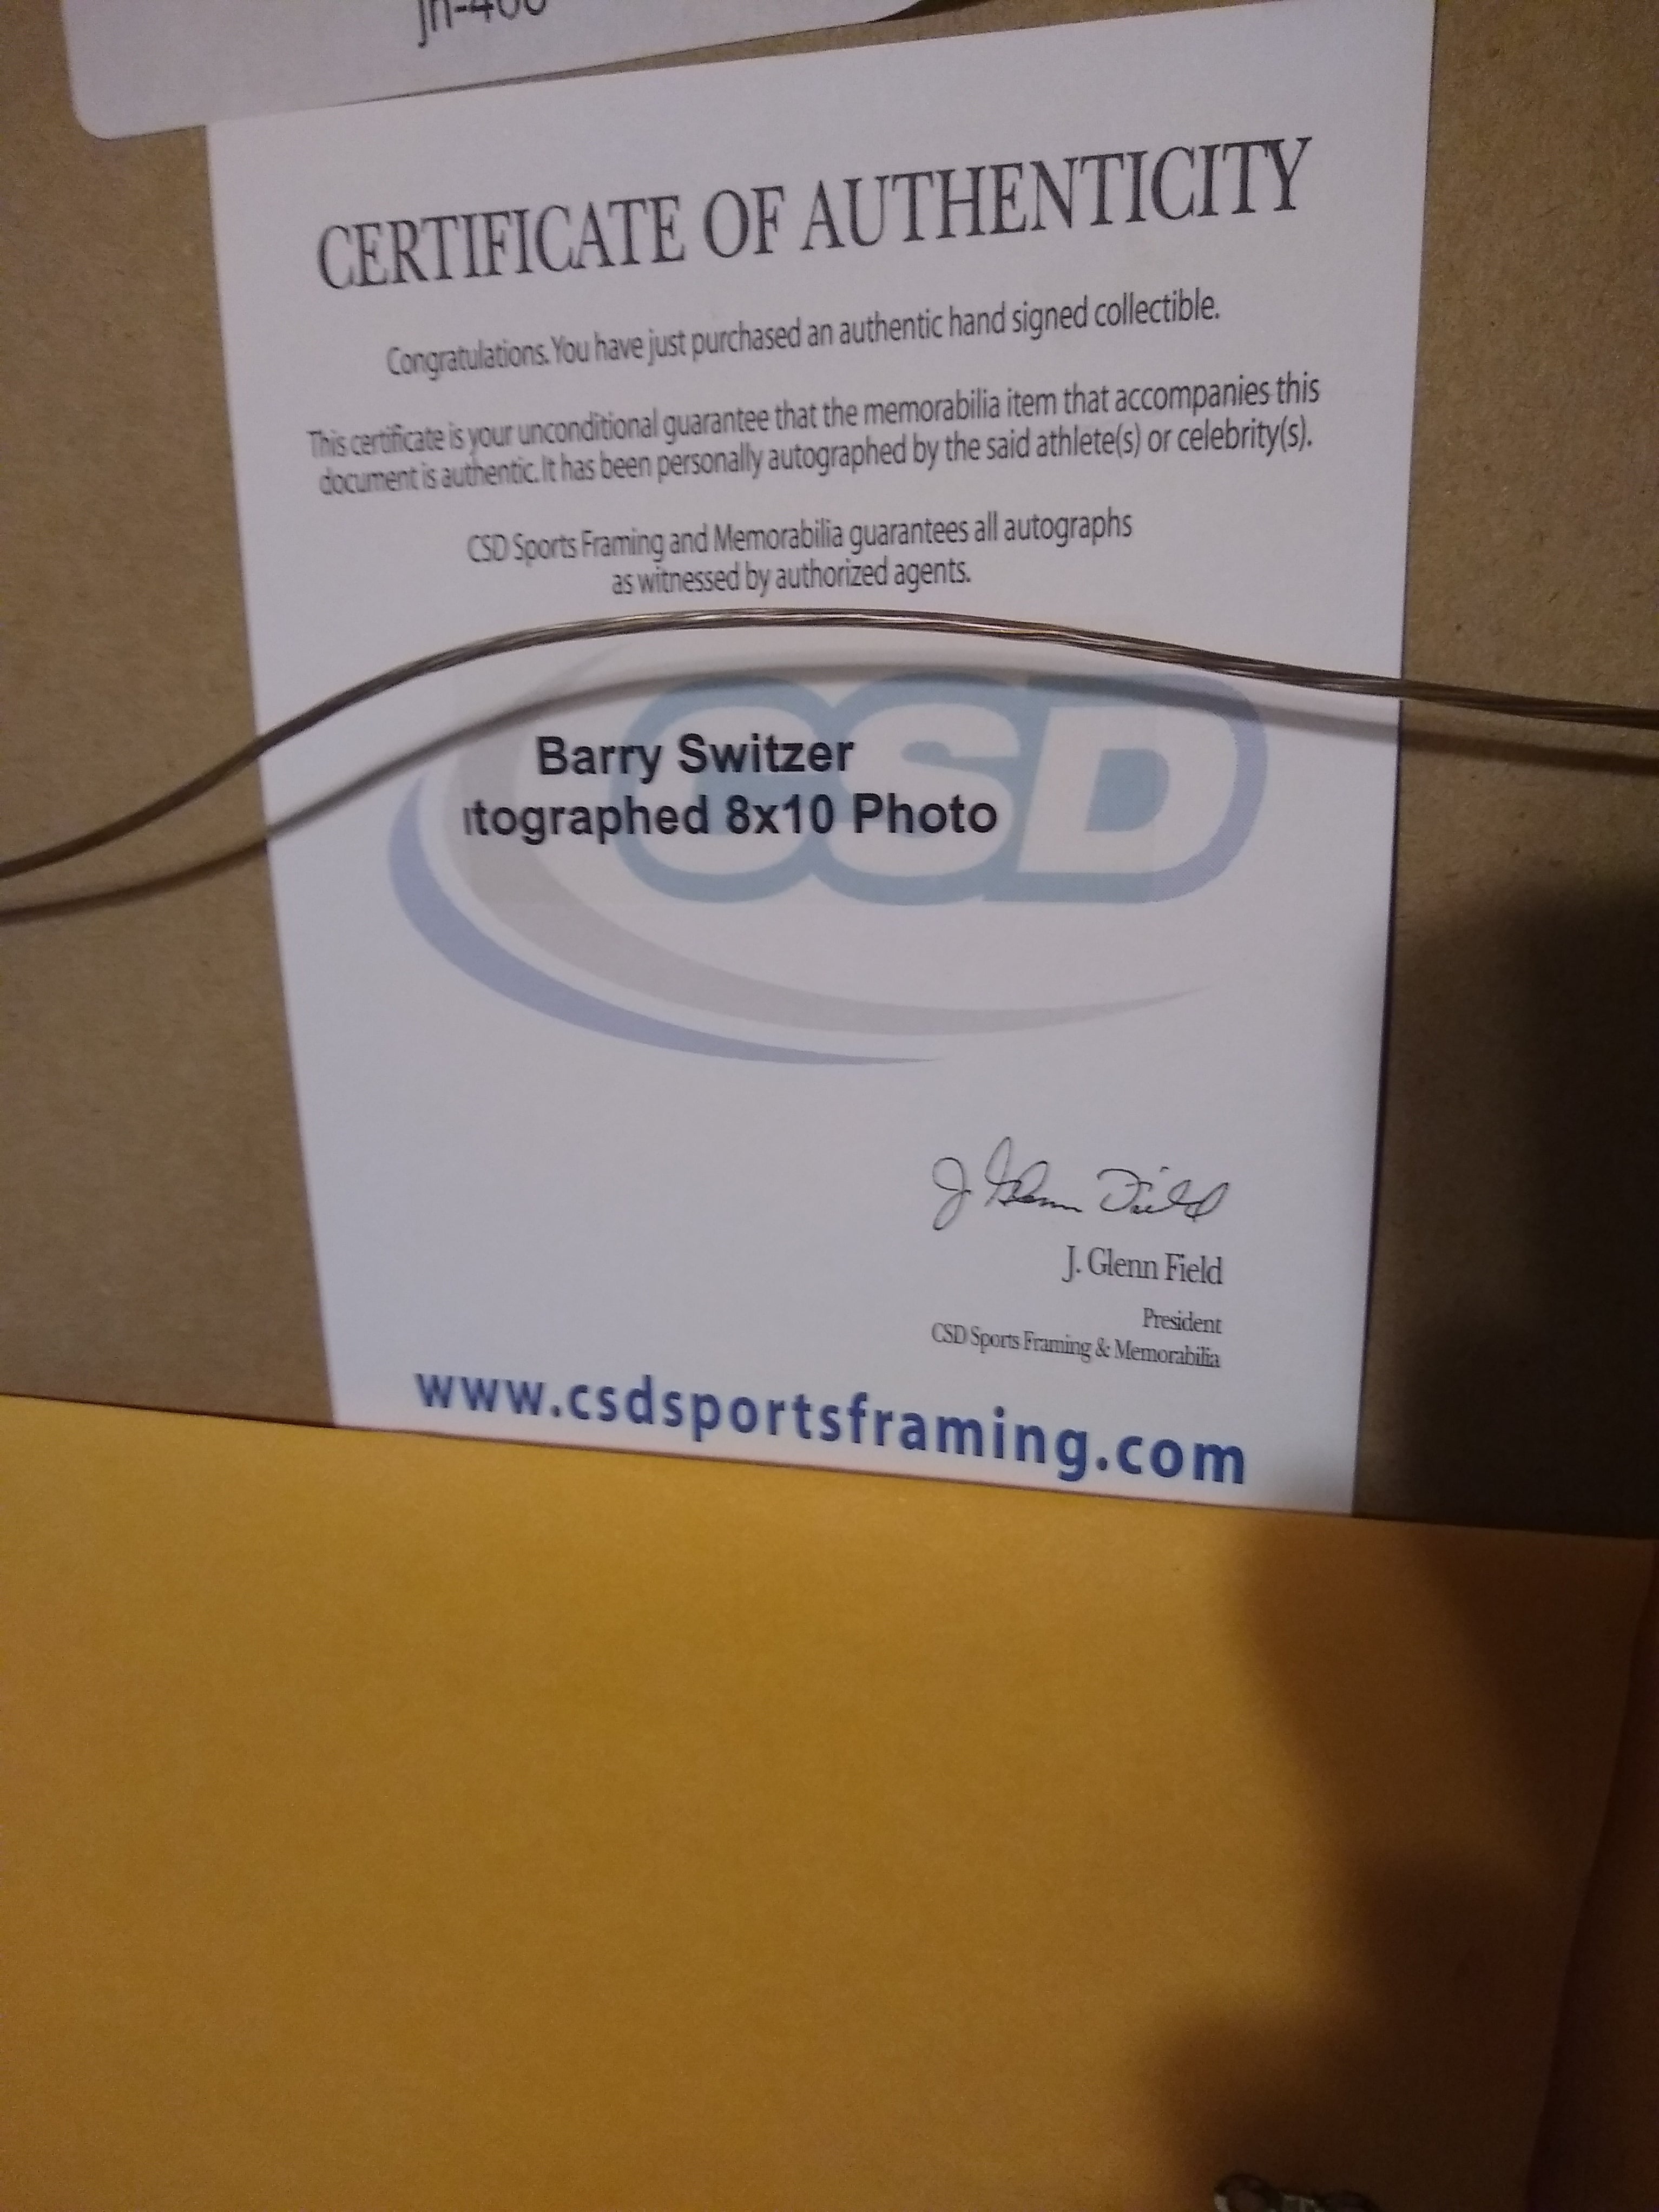 CERTIFICATE OF AUTHENTICITY
Congratulations. You have just purchased an authentic hand signed collectible.
This certificate is your unconditional guarantee that the memorabilia item that accompanies this
document is authentic. It has been personally autographed by the said athlete(s) or celebrity(s).
CSD Sports Framing and Memorabilia guarantees all autographs
as witnessed by authorized agents.
CSD
Barry Switzer
tographed 8x10 Photo
J Glenn Field
J. Glenn Field
President
CSD Sports Framing & Memorabilia
www.csdsportsframing.com